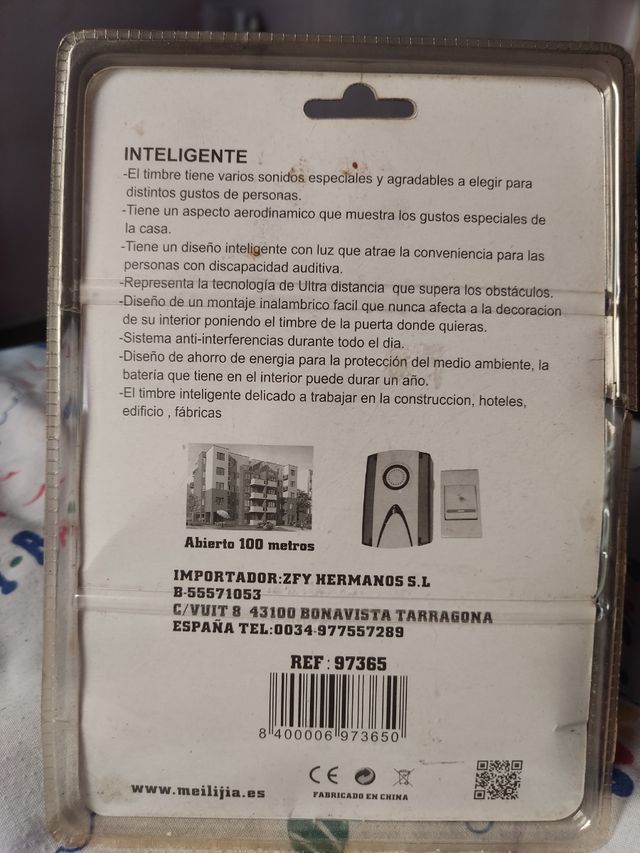 INTELIGENTE
-El timbre tiene varios sonidos especiales y agradables a elegir para
distintos gustos de personas.
-Tiene un aspecto aerodinamico que muestra los gustos especiales de
la casa.
-Tiene un diseño inteligente con luz que atrae la conveniencia para las
personas con discapacidad auditiva.
-Representa la tecnología de Ultra distancia que supera los obstáculos.
-Diseño de un montaje inalambrico facil que nunca afecta a la decoracion
de su interior poniendo el timbre de la puerta donde quieras.
-Sistema anti-interferencias durante todo el dia.
-Diseño de ahorro de energia para la protección del medio ambiente, la
batería que tiene en el interior puede durar un año.
-El timbre inteligente delicado a trabajar en la construccion, hoteles,
edificio , fábricas
Abierto 100 metros
IMPORTADOR:ZFY HERMANOS S.L
B-55571053
C/VUIT 8 43100 BONAVISTA TARRAGONA
ESPAÑA TEL:0034-977557289
REF : 97365
8 400006 973650
CE
FABRICADO EN CHINA
www.meilijia.es